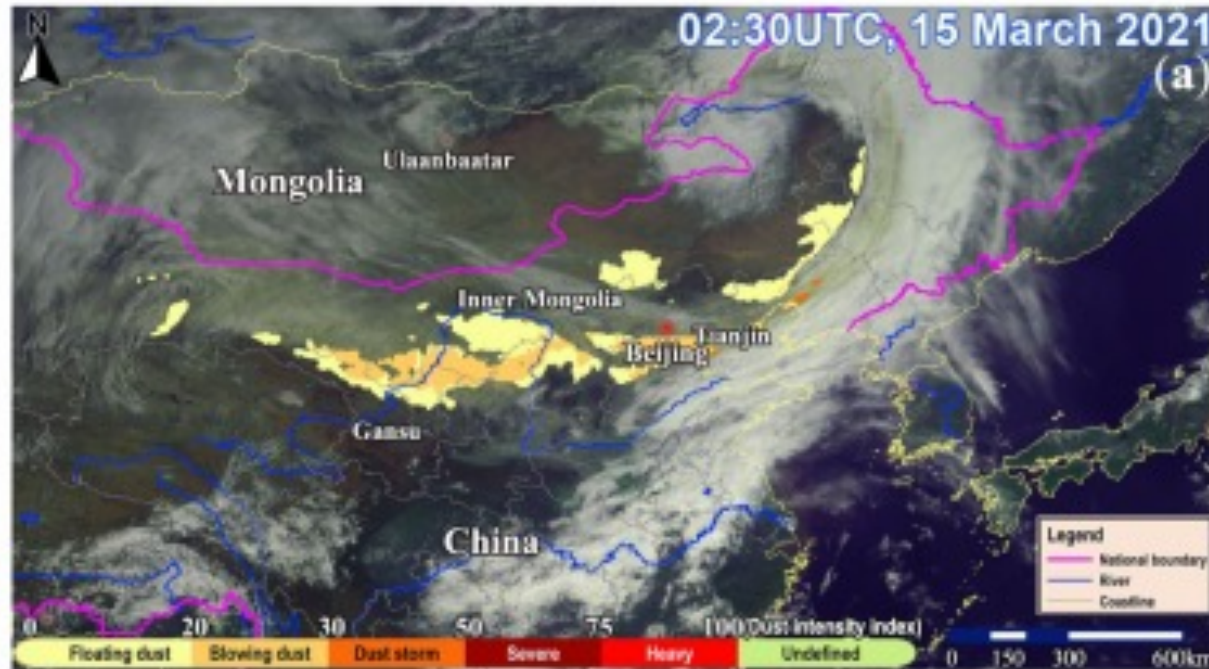 02:30UTC, 15 March 2021
N
(a)
Ulaanbaatar
Mongolia
Inner Mongolia
Tianjin
Beijing
Gansu
China
Legend
National boundary
River
Coastline
0 20 30 50 75 100(Dust Intensity Index)
Floating dust Blowing dust Dust storm Severe Heavy Undefined
0 150 300 600km